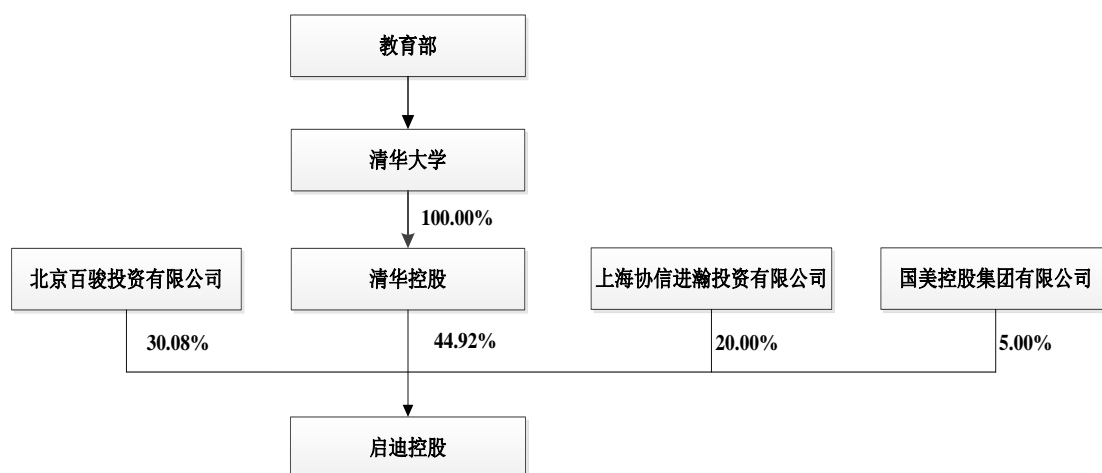 教育部
清华大学
100.00%
北京百骏投资有限公司
清华控股
上海协信进瀚投资有限公司
国美控股集团有限公司
30.08%
44.92%
20.00%
5.00%
启迪控股